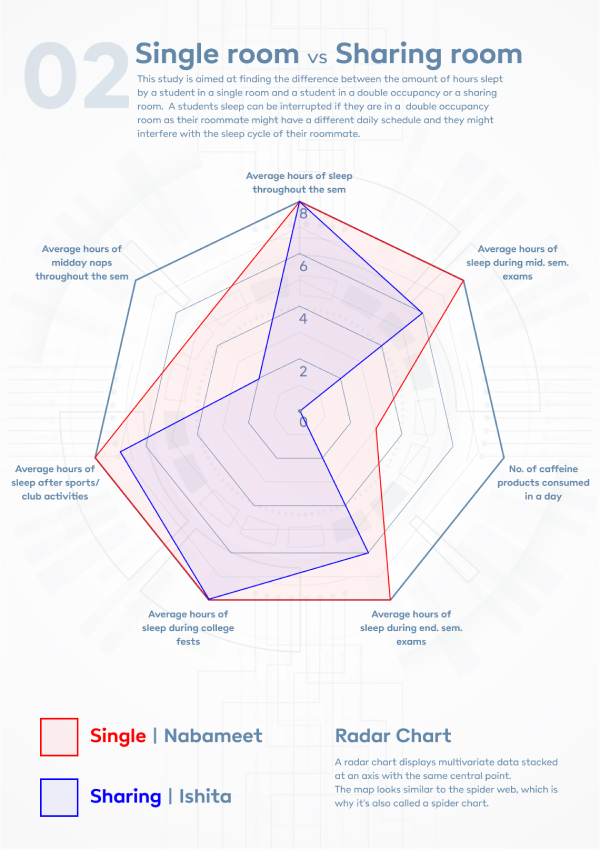 02
Single room vs Sharing room
This study is aimed at finding the difference between the amount of hours slept
by a student in a single room and a student in a double occupancy or a sharing
room. A students sleep can be interrupted if they are in a double occupancy
room as their roommate might have a different daily schedule and they might
interfere with the sleep cycle of their roommate.
Average hours of sleep
throughout the sem
8
6
4
2
0
Average hours of
sleep during mid. sem.
exams
No. of caffeine
products consumed
in a day
Average hours of
sleep during end. sem.
exams
Average hours of
sleep during college
fests
Average hours of
sleep after sports/
club activities
Average hours of
midday naps
throughout the sem
Single | Nabameet
Sharing | Ishita
Radar Chart
A radar chart displays multivariate data stacked
at an axis with the same central point.
The map looks similar to the spider web, which is
why it's also called a spider chart.